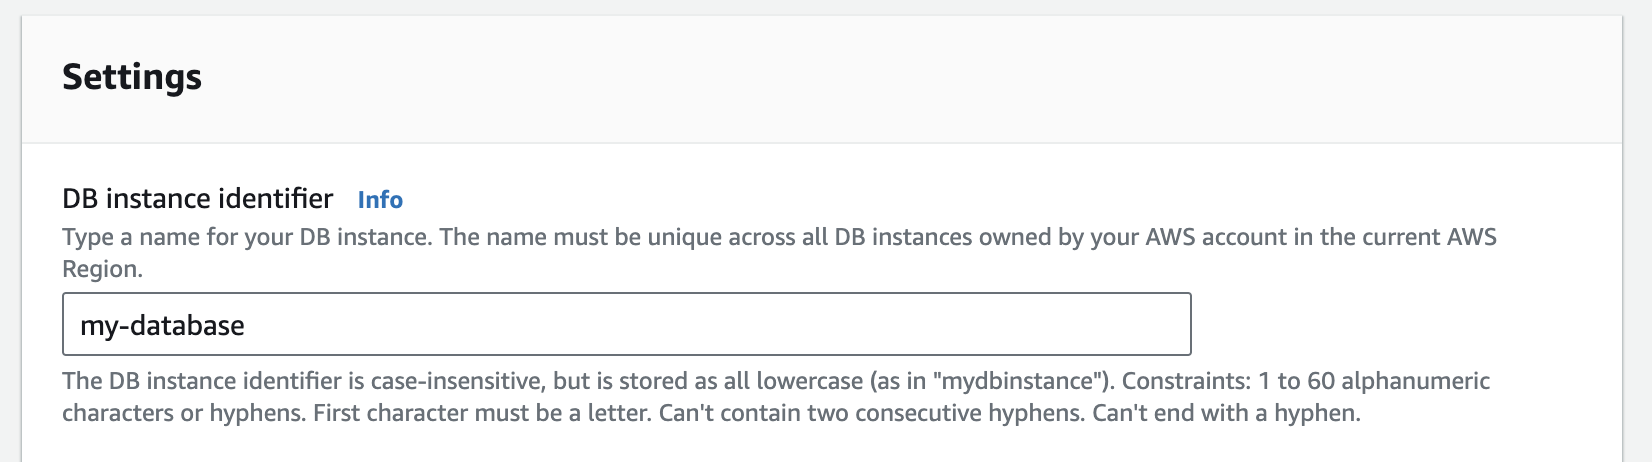 Settings
DB instance identifier Info
Type a name for your DB instance. The name must be unique across all DB instances owned by your AWS account in the current AWS
Region.
my-database
The DB instance identifier is case-insensitive, but is stored as all lowercase (as in "mydbinstance"). Constraints: 1 to 60 alphanumeric
characters or hyphens. First character must be a letter. Can't contain two consecutive hyphens. Can't end with a hyphen.